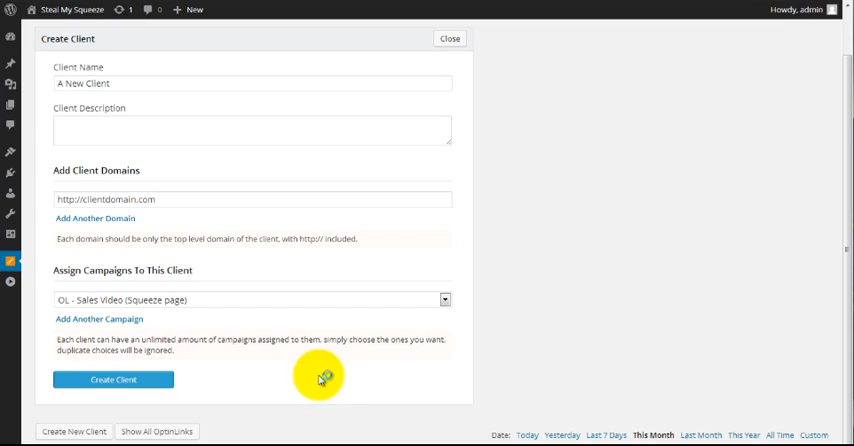 Steal My Squeeze 1 0 New Howdy, admin
Create Client Close
Client Name
A New Client
Client Description
Add Client Domains
http://clientdomain.com
Add Another Domain
Each domain should be only the top level domain of the client, with http:// included.
Assign Campaigns To This Client
OL - Sales Video (Squeeze page)
Add Another Campaign
Each client can have an unlimited amount of campaigns assigned to them, simply choose the ones you want,
duplicate choices will be ignored.
Create Client
Create New Client Show All OptinLinks Date: Today Yesterday Last 7 Days This Month Last Month This Year All Time Custom